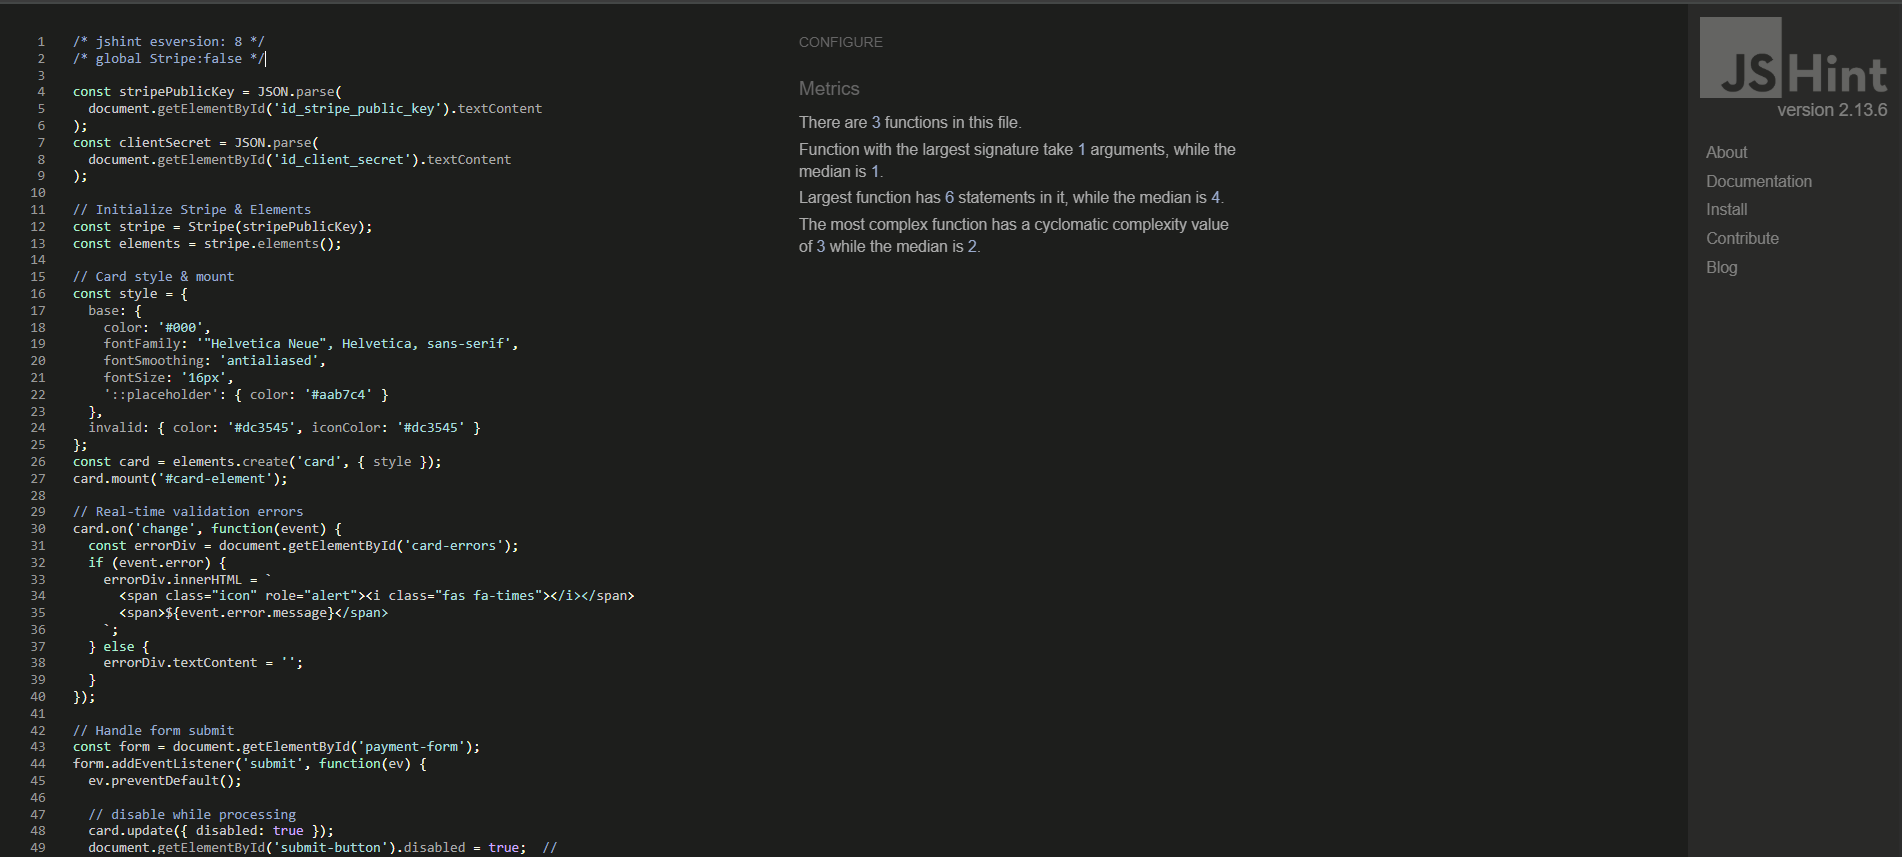 1 /* jshint esversion: 8 */
2 /* global Stripe:false */
3
4 const stripePublicKey = JSON.parse(
5   document.getElementById('id_stripe_public_key').textContent
6 );
7 const clientSecret = JSON.parse(
8   document.getElementById('id_client_secret').textContent
9 );
10
11 // Initialize Stripe & Elements
12 const stripe = Stripe(stripePublicKey);
13 const elements = stripe.elements();
14
15 // Card style & mount
16 const style = {
17   base: {
18     color: '#000',
19     fontFamily: '"Helvetica Neue", Helvetica, sans-serif',
20     fontSmoothing: 'antialiased',
21     fontSize: '16px',
22     '::placeholder': { color: '#aab7c4' }
23   },
24   invalid: { color: '#dc3545', iconColor: '#dc3545' }
25 };
26 const card = elements.create('card', { style });
27 card.mount('#card-element');
28
29 // Real-time validation errors
30 card.on('change', function(event) {
31   const errorDiv = document.getElementById('card-errors');
32   if (event.error) {
33     errorDiv.innerHTML = `
34       <span class="icon" role="alert"><i class="fas fa-times"></i></span>
35       <span>${event.error.message}</span>
36     `;
37   } else {
38     errorDiv.textContent = '';
39   }
40 });
41
42 // Handle form submit
43 const form = document.getElementById('payment-form');
44 form.addEventListener('submit', function(ev) {
45   ev.preventDefault();
46
47   // disable while processing
48   card.update({ disabled: true });
49   document.getElementById('submit-button').disabled = true;  //
CONFIGURE
Metrics
There are 3 functions in this file.
Function with the largest signature take 1 arguments, while the
median is 1.
Largest function has 6 statements in it, while the median is 4.
The most complex function has a cyclomatic complexity value
of 3 while the median is 2.
JSHint
version 2.13.6
About
Documentation
Install
Contribute
Blog